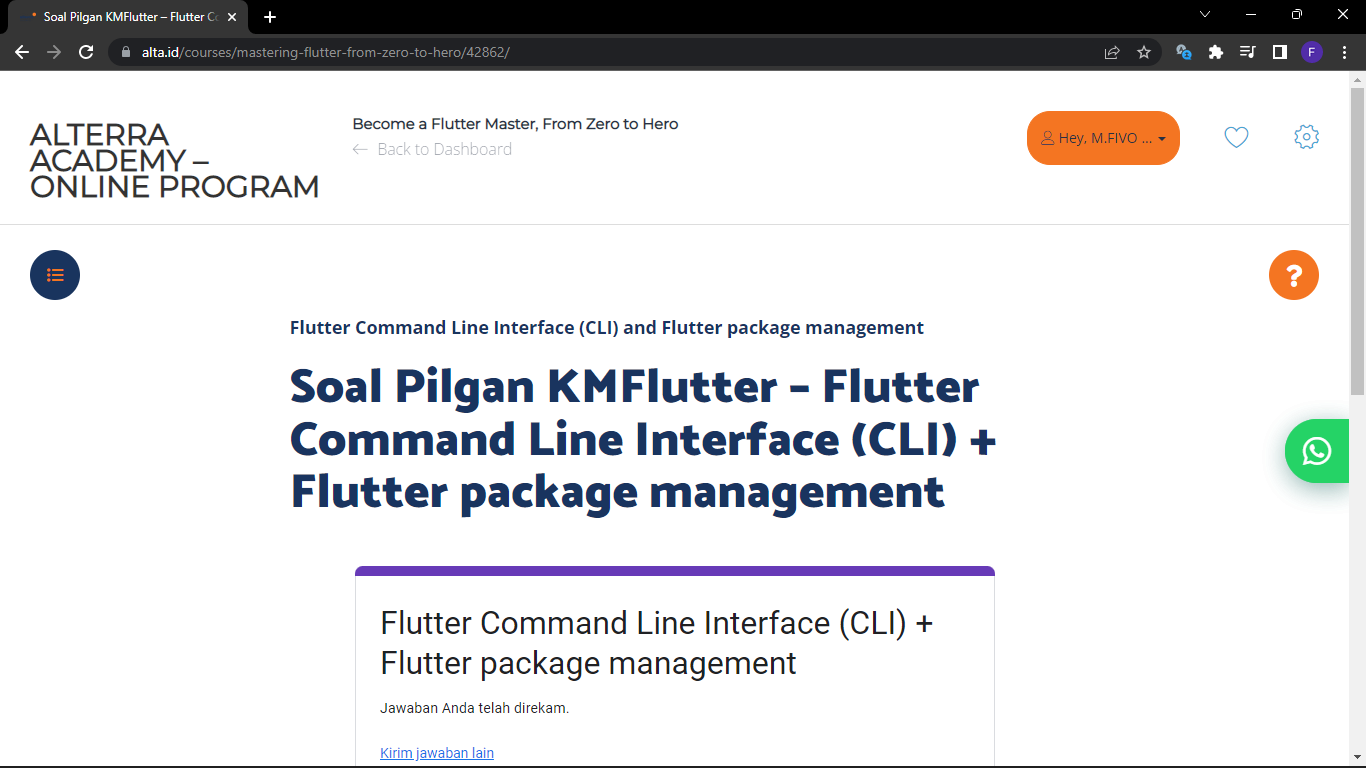 Soal Pilgan KMFlutter – Flutter Co
alta.id/courses/mastering-flutter-from-zero-to-hero/42862/
F
ALTERRA
ACADEMY –
ONLINE PROGRAM
Become a Flutter Master, From Zero to Hero
← Back to Dashboard
Hey, M.FIVO ...
?
Flutter Command Line Interface (CLI) and Flutter package management
Soal Pilgan KMFlutter – Flutter
Command Line Interface (CLI) +
Flutter package management
Flutter Command Line Interface (CLI) +
Flutter package management
Jawaban Anda telah direkam.
Kirim jawaban lain